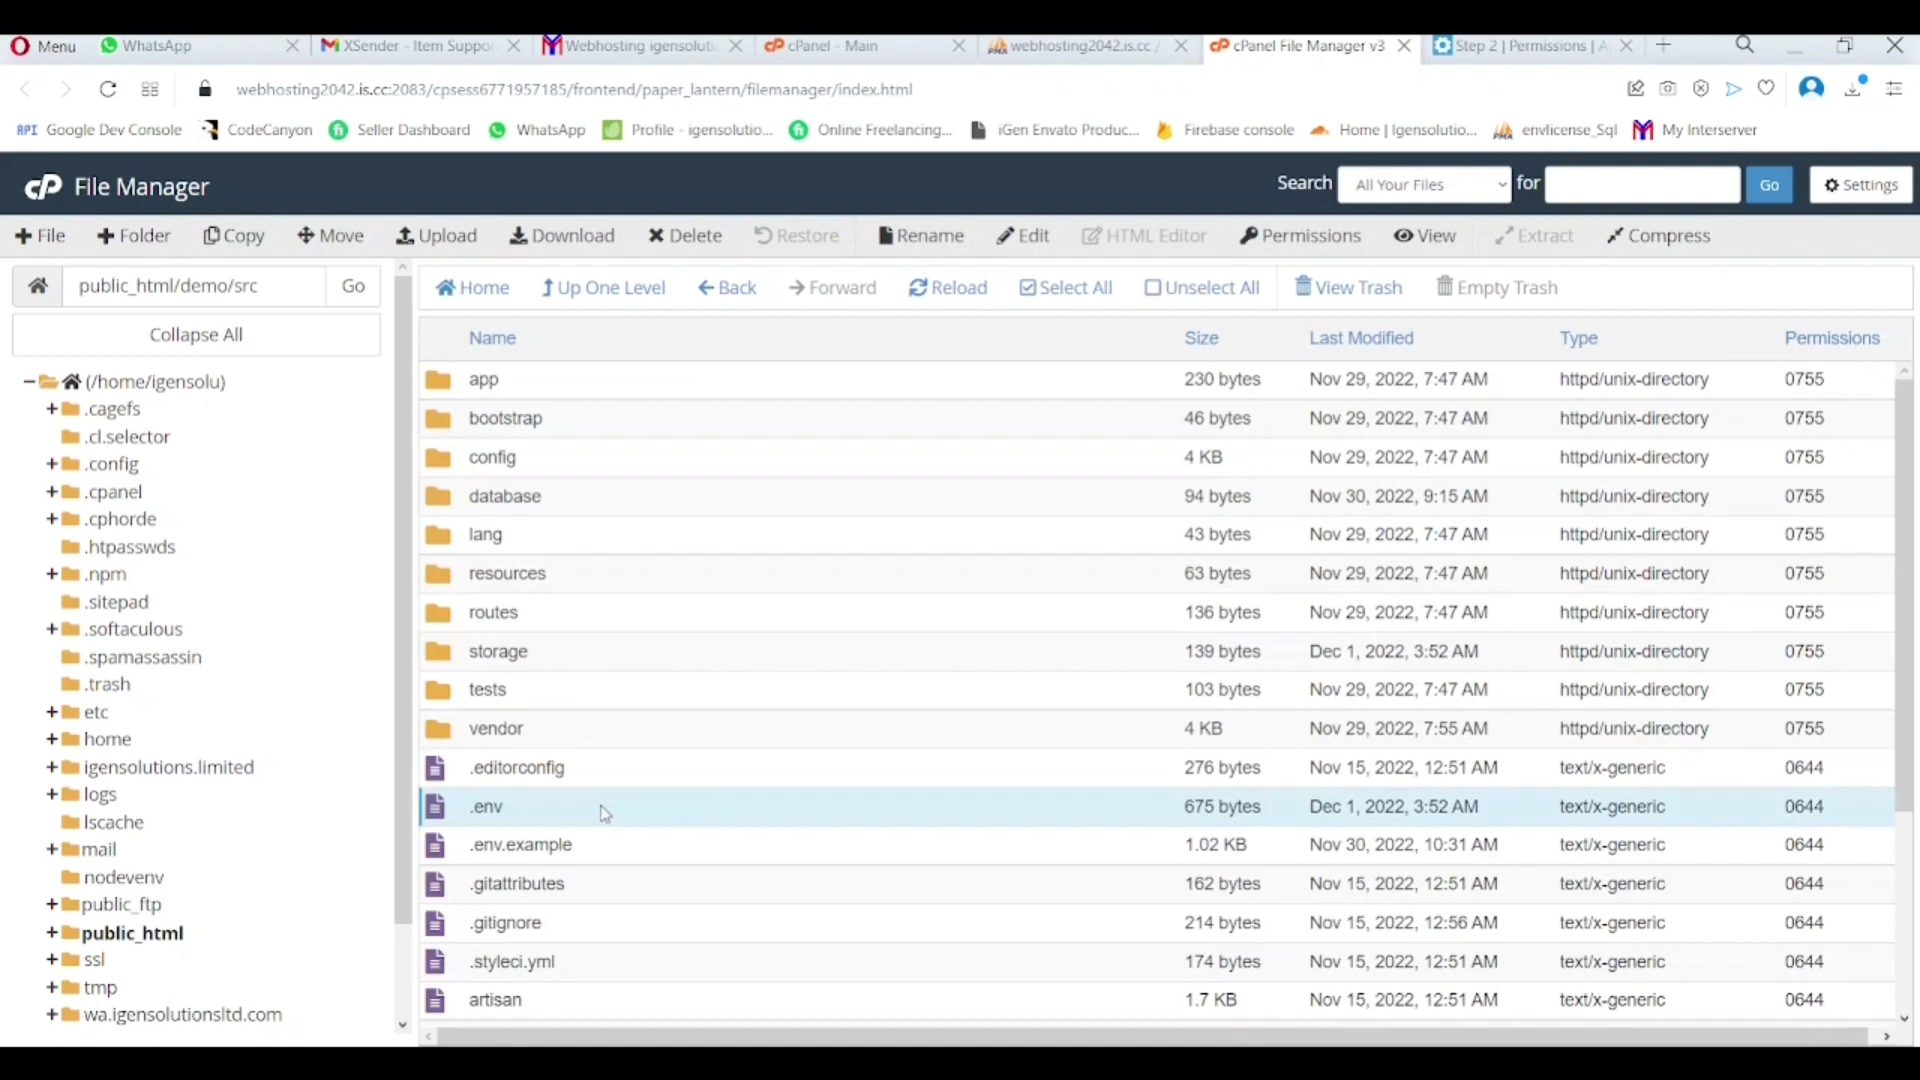 Menu WhatsApp XSender - Item Suppo Webhosting igensolut cPanel - Main webhosting2042.is.cc / cPanel File Manager v3 Step 2 | Permissions | A
webhosting2042.is.cc:2083/cpsess6771957185/frontend/paper_lantern/filemanager/index.html
API Google Dev Console CodeCanyon Seller Dashboard WhatsApp Profile - igensolutio... Online Freelancing... iGen Envato Produc... Firebase console Home | Igensolutio... envlicense_Sql My Interserver
cP File Manager Search All Your Files for Go Settings
File Folder Copy Move Upload Download Delete Restore Rename Edit HTML Editor Permissions View Extract Compress
public_html/demo/src Go Home Up One Level Back Forward Reload Select All Unselect All View Trash Empty Trash
Collapse All
(/home/igensolu)
.cagefs
.cl.selector
.config
.cpanel
.cphorde
.htpasswds
.npm
.sitepad
.softaculous
.spamassassin
.trash
etc
home
igensolutions.limited
logs
lscache
mail
nodevenv
public_ftp
public_html
ssl
tmp
wa.igensolutionsltd.com
Name Size Last Modified Type Permissions
app 230 bytes Nov 29, 2022, 7:47 AM httpd/unix-directory 0755
bootstrap 46 bytes Nov 29, 2022, 7:47 AM httpd/unix-directory 0755
config 4 KB Nov 29, 2022, 7:47 AM httpd/unix-directory 0755
database 94 bytes Nov 30, 2022, 9:15 AM httpd/unix-directory 0755
lang 43 bytes Nov 29, 2022, 7:47 AM httpd/unix-directory 0755
resources 63 bytes Nov 29, 2022, 7:47 AM httpd/unix-directory 0755
routes 136 bytes Nov 29, 2022, 7:47 AM httpd/unix-directory 0755
storage 139 bytes Dec 1, 2022, 3:52 AM httpd/unix-directory 0755
tests 103 bytes Nov 29, 2022, 7:47 AM httpd/unix-directory 0755
vendor 4 KB Nov 29, 2022, 7:55 AM httpd/unix-directory 0755
.editorconfig 276 bytes Nov 15, 2022, 12:51 AM text/x-generic 0644
.env 675 bytes Dec 1, 2022, 3:52 AM text/x-generic 0644
.env.example 1.02 KB Nov 30, 2022, 10:31 AM text/x-generic 0644
.gitattributes 162 bytes Nov 15, 2022, 12:51 AM text/x-generic 0644
.gitignore 214 bytes Nov 15, 2022, 12:56 AM text/x-generic 0644
.styleci.yml 174 bytes Nov 15, 2022, 12:51 AM text/x-generic 0644
artisan 1.7 KB Nov 15, 2022, 12:51 AM text/x-generic 0644